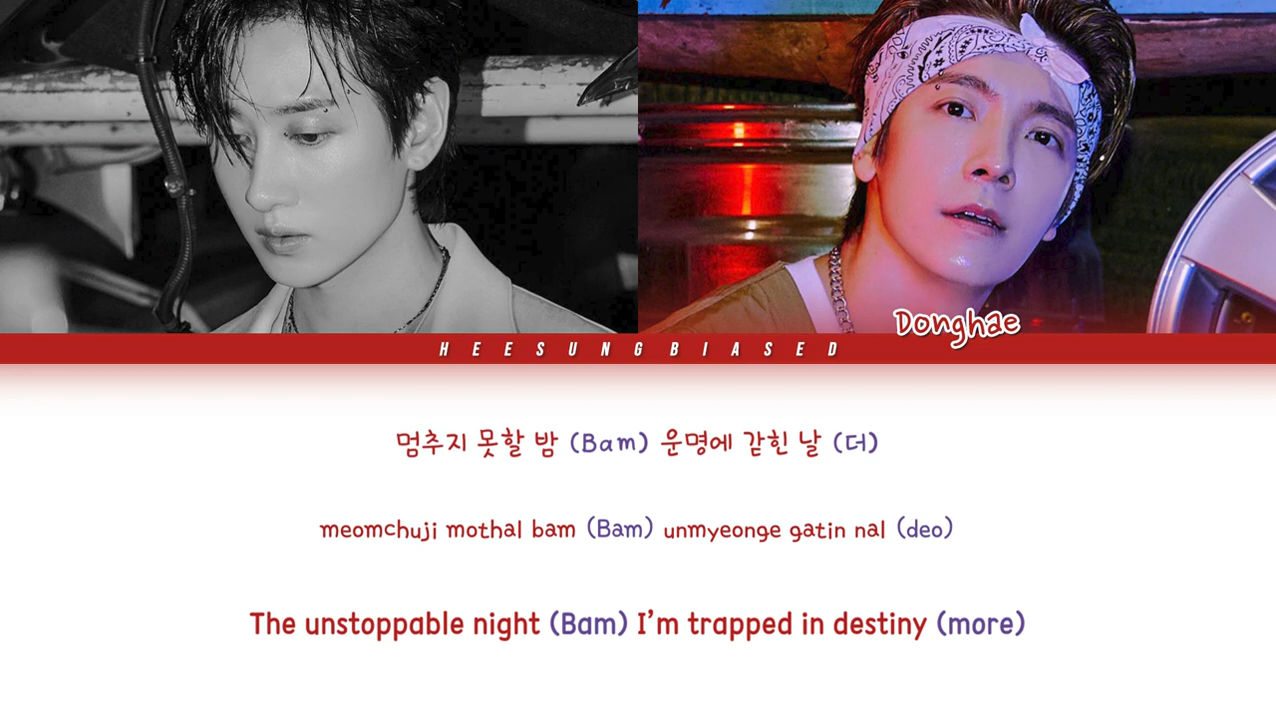 Donghae
HEESUNGBIASED
멈추지 못할 밤 (Bam) 운명에 갇힌 날 (더)
meomchuji mothal bam (Bam) unmyeonge gatin nal (deo)
The unstoppable night (Bam) I’m trapped in destiny (more)